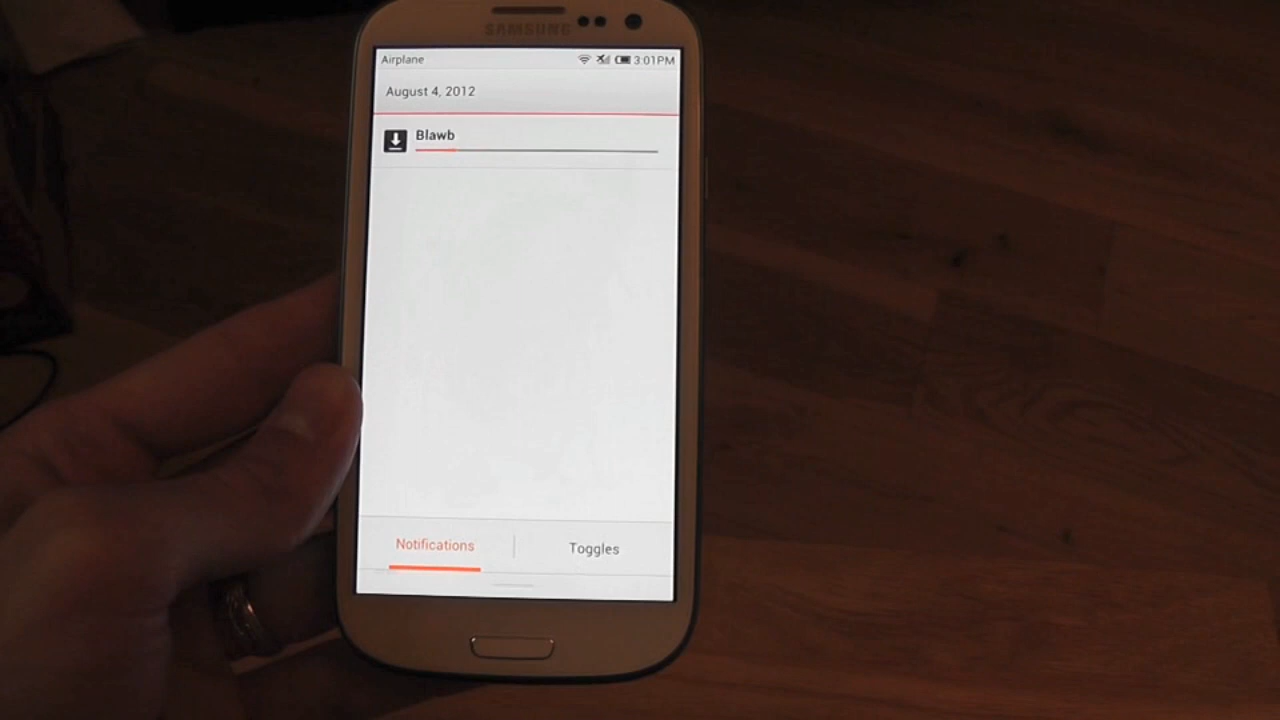 SAMSUNG
Airplane 3:01PM
August 4, 2012
Blawb
Notifications Toggles